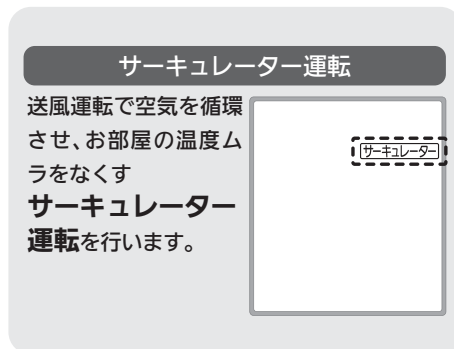 サーキュレーター運転
送風運転で空気を循環
させ、お部屋の温度ム
ラをなくす
サーキュレーター
運転を行います。
サーキュレーター